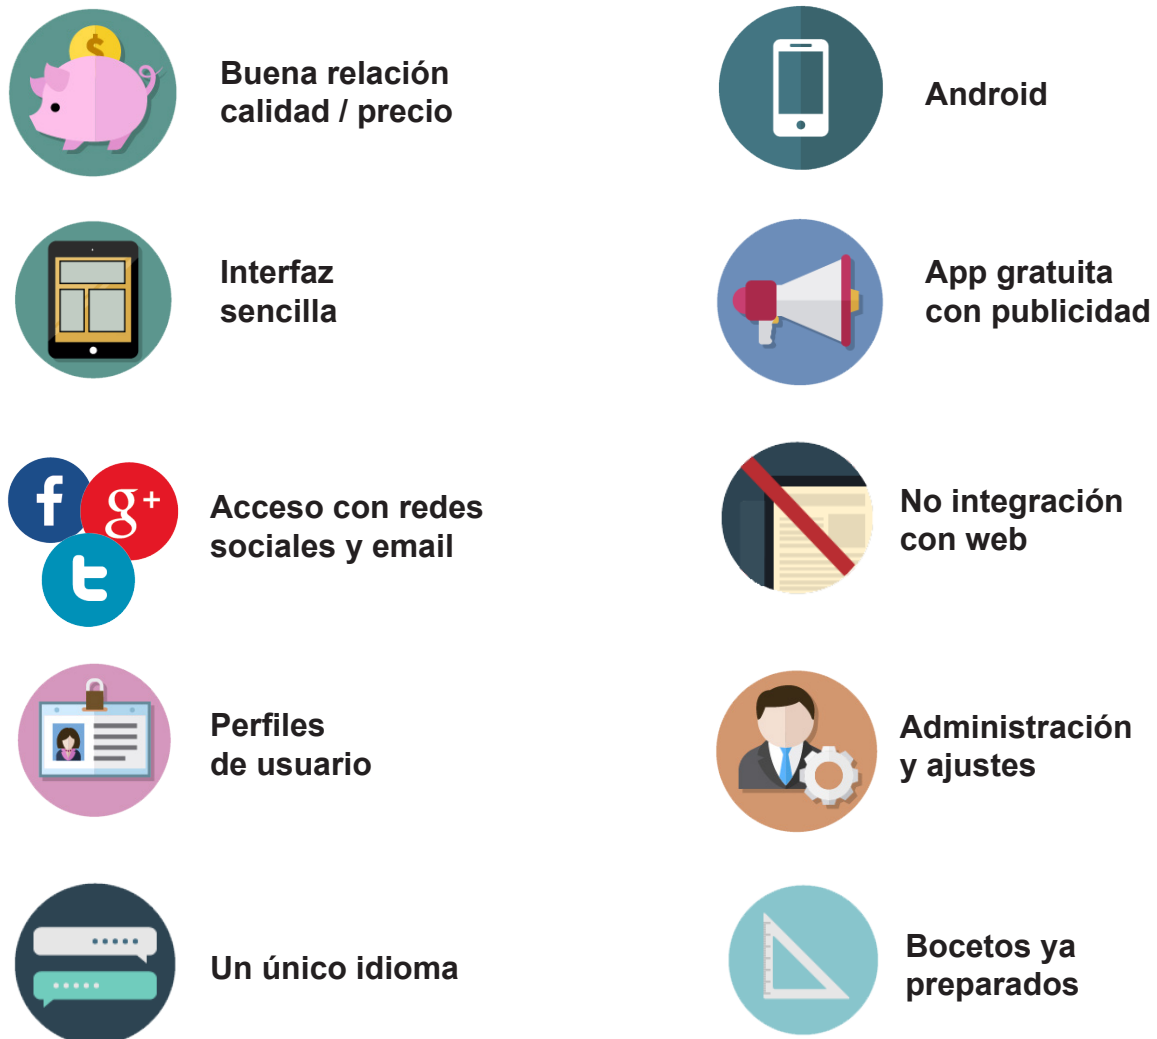 $
Buena relación
calidad / precio
Android
Interfaz
sencilla
App gratuita
con publicidad
f
g+
t
Acceso con redes
sociales y email
No integración
con web
Perfiles
de usuario
Administración
y ajustes
Un único idioma
Bocetos ya
preparados